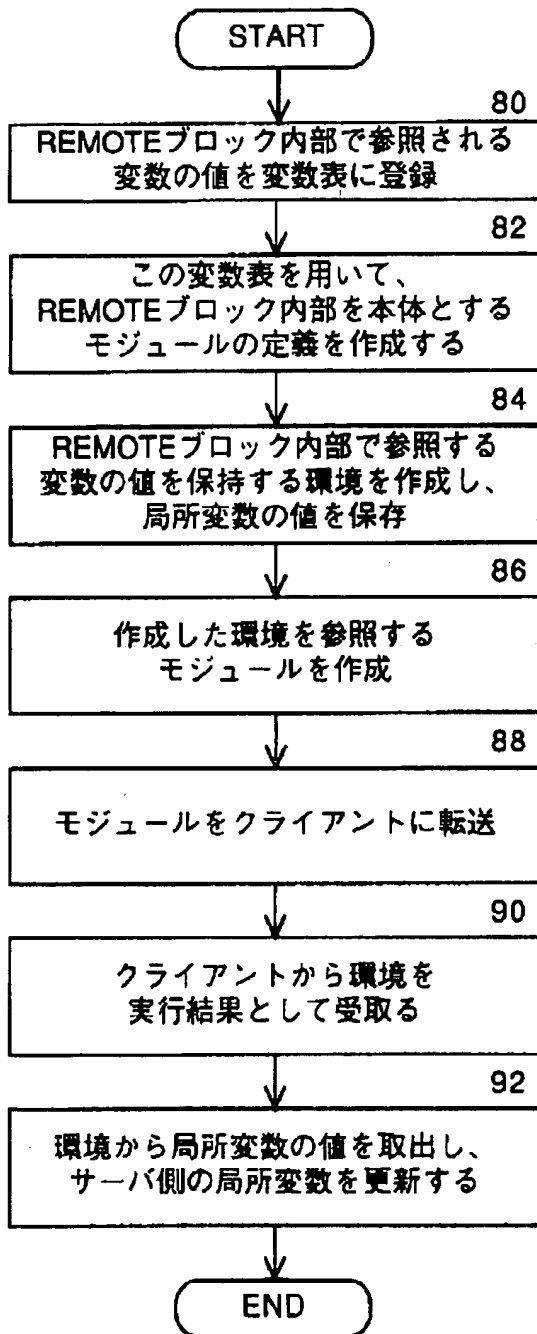 START
80
REMOTEブロック内部で参照される
変数の値を変数表に登録
82
この変数表を用いて、
REMOTEブロック内部を本体とする
モジュールの定義を作成する
84
REMOTEブロック内部で参照する
変数の値を保持する環境を作成し、
局所変数の値を保存
86
作成した環境を参照する
モジュールを作成
88
モジュールをクライアントに転送
90
クライアントから環境を
実行結果として受取る
92
環境から局所変数の値を取出し、
サーバ側の局所変数を更新する
END